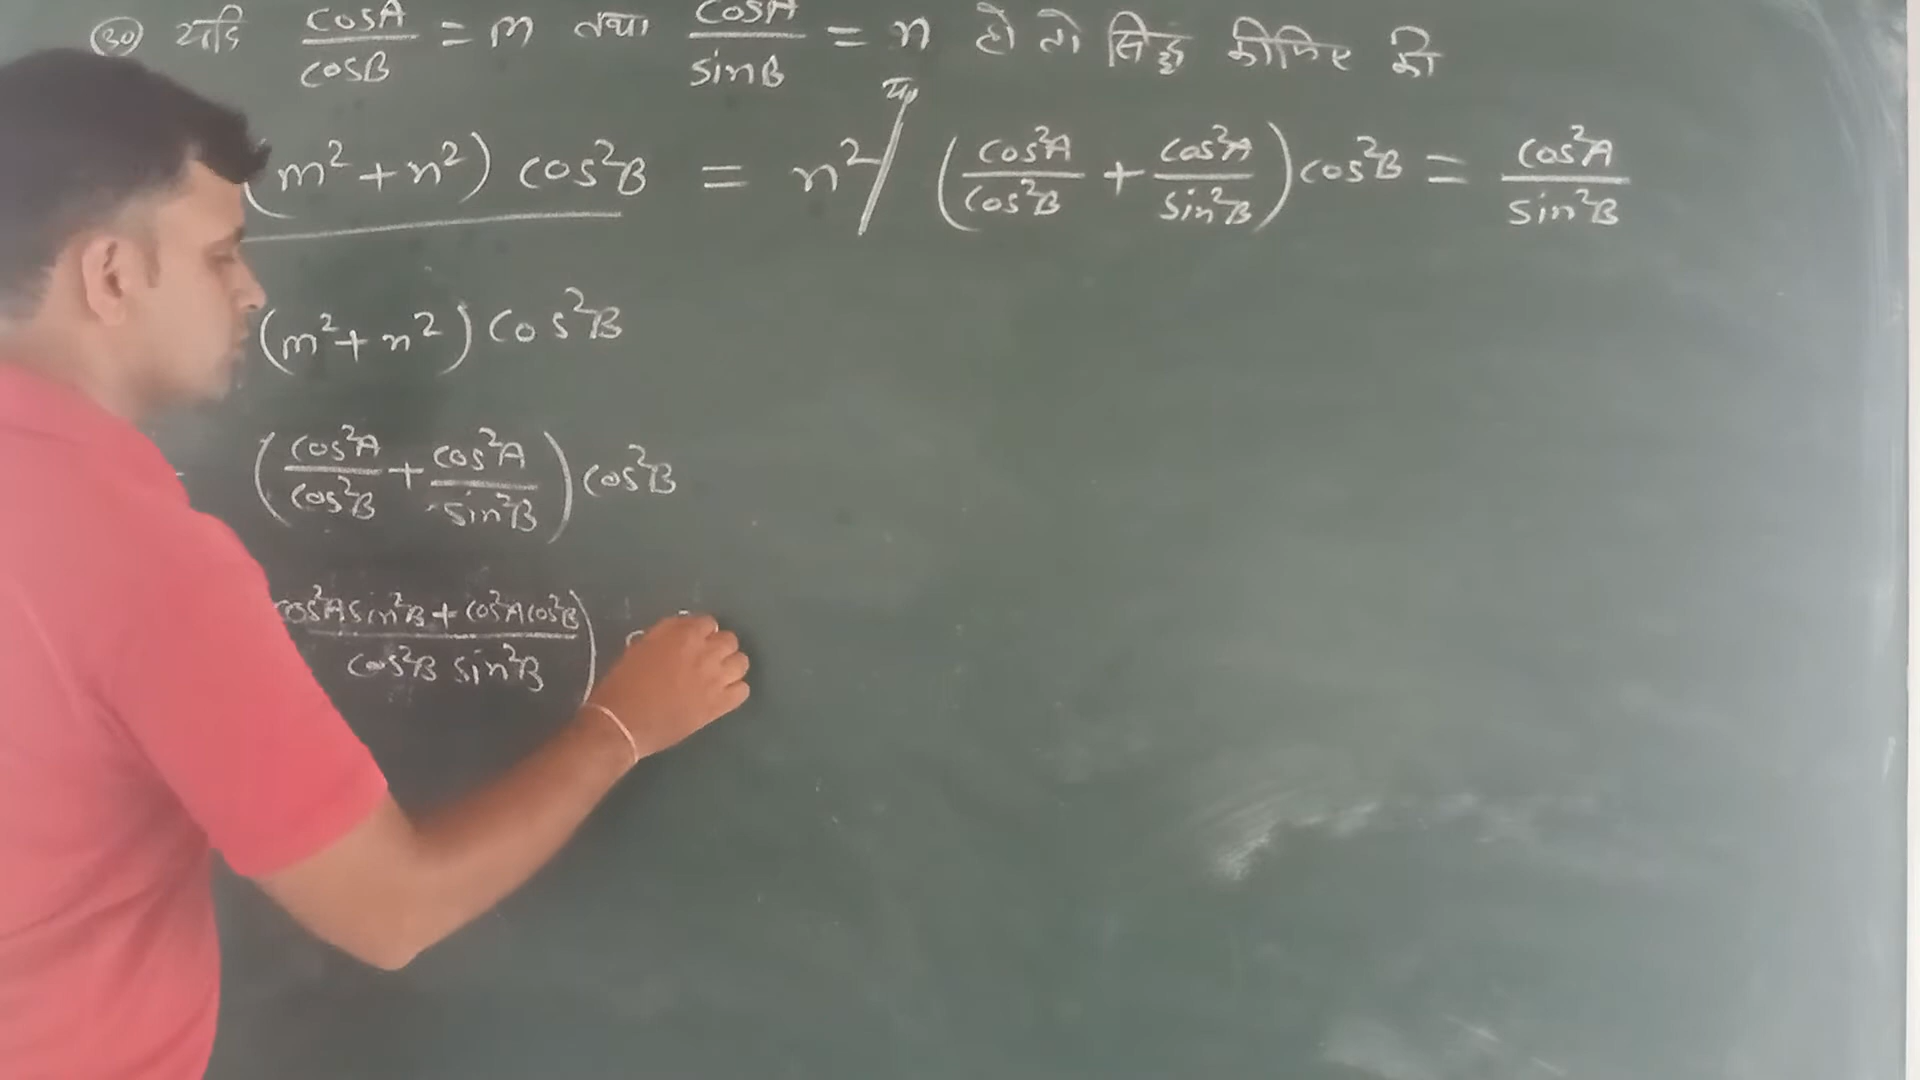 (30) यदि cosA/cosB = m तथा cosA/sinB = n हो तो सिद्ध कीजिए की
(m²+n²) cos²B = n² / या (cos²A/cos²B + cos²A/sin²B) cos²B = cos²A/sin²B
(m²+n²) cos²B
(cos²A/cos²B + cos²A/sin²B) cos²B
cos²A sin²B + cos²A cos²B / cos²B sin²B)